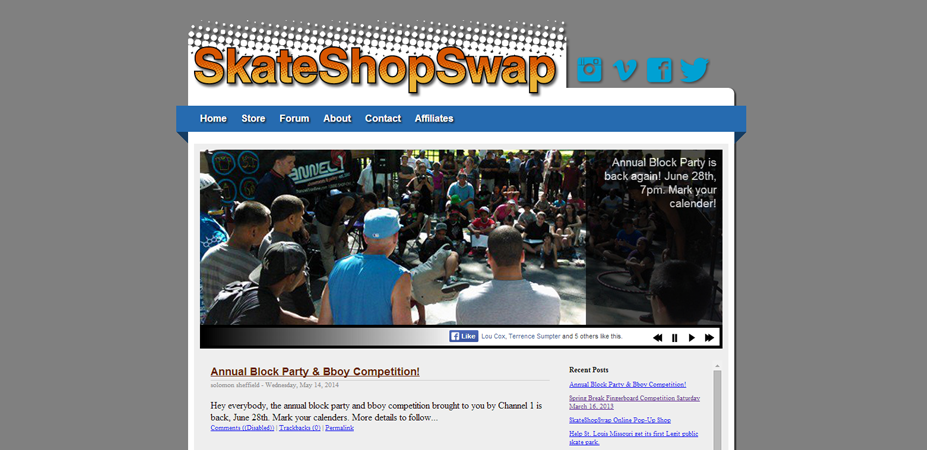 SkateShopSwap
Home Store Forum About Contact Affiliates
CHANNEL 1
Annual Block Party is
back again! June 28th,
7pm. Mark your
calender!
Like Lou Cox, Terrence Sumpter and 5 others like this.
Annual Block Party & Bboy Competition!
solomon sheffield - Wednesday, May 14, 2014
Hey everybody, the annual block party and bboy competition brought to you by Channel 1 is
back, June 28th. Mark your calenders. More details to follow...
Comments ((Disabled)) | Trackbacks (0) | Permalink
Recent Posts
Annual Block Party & Bboy Competition!
Spring Break Fingerboard Competition Saturday
March 16, 2013
SkateShopSwap Online Pop-Up Shop
Help St. Louis Missouri get its first Legit public
skate park.